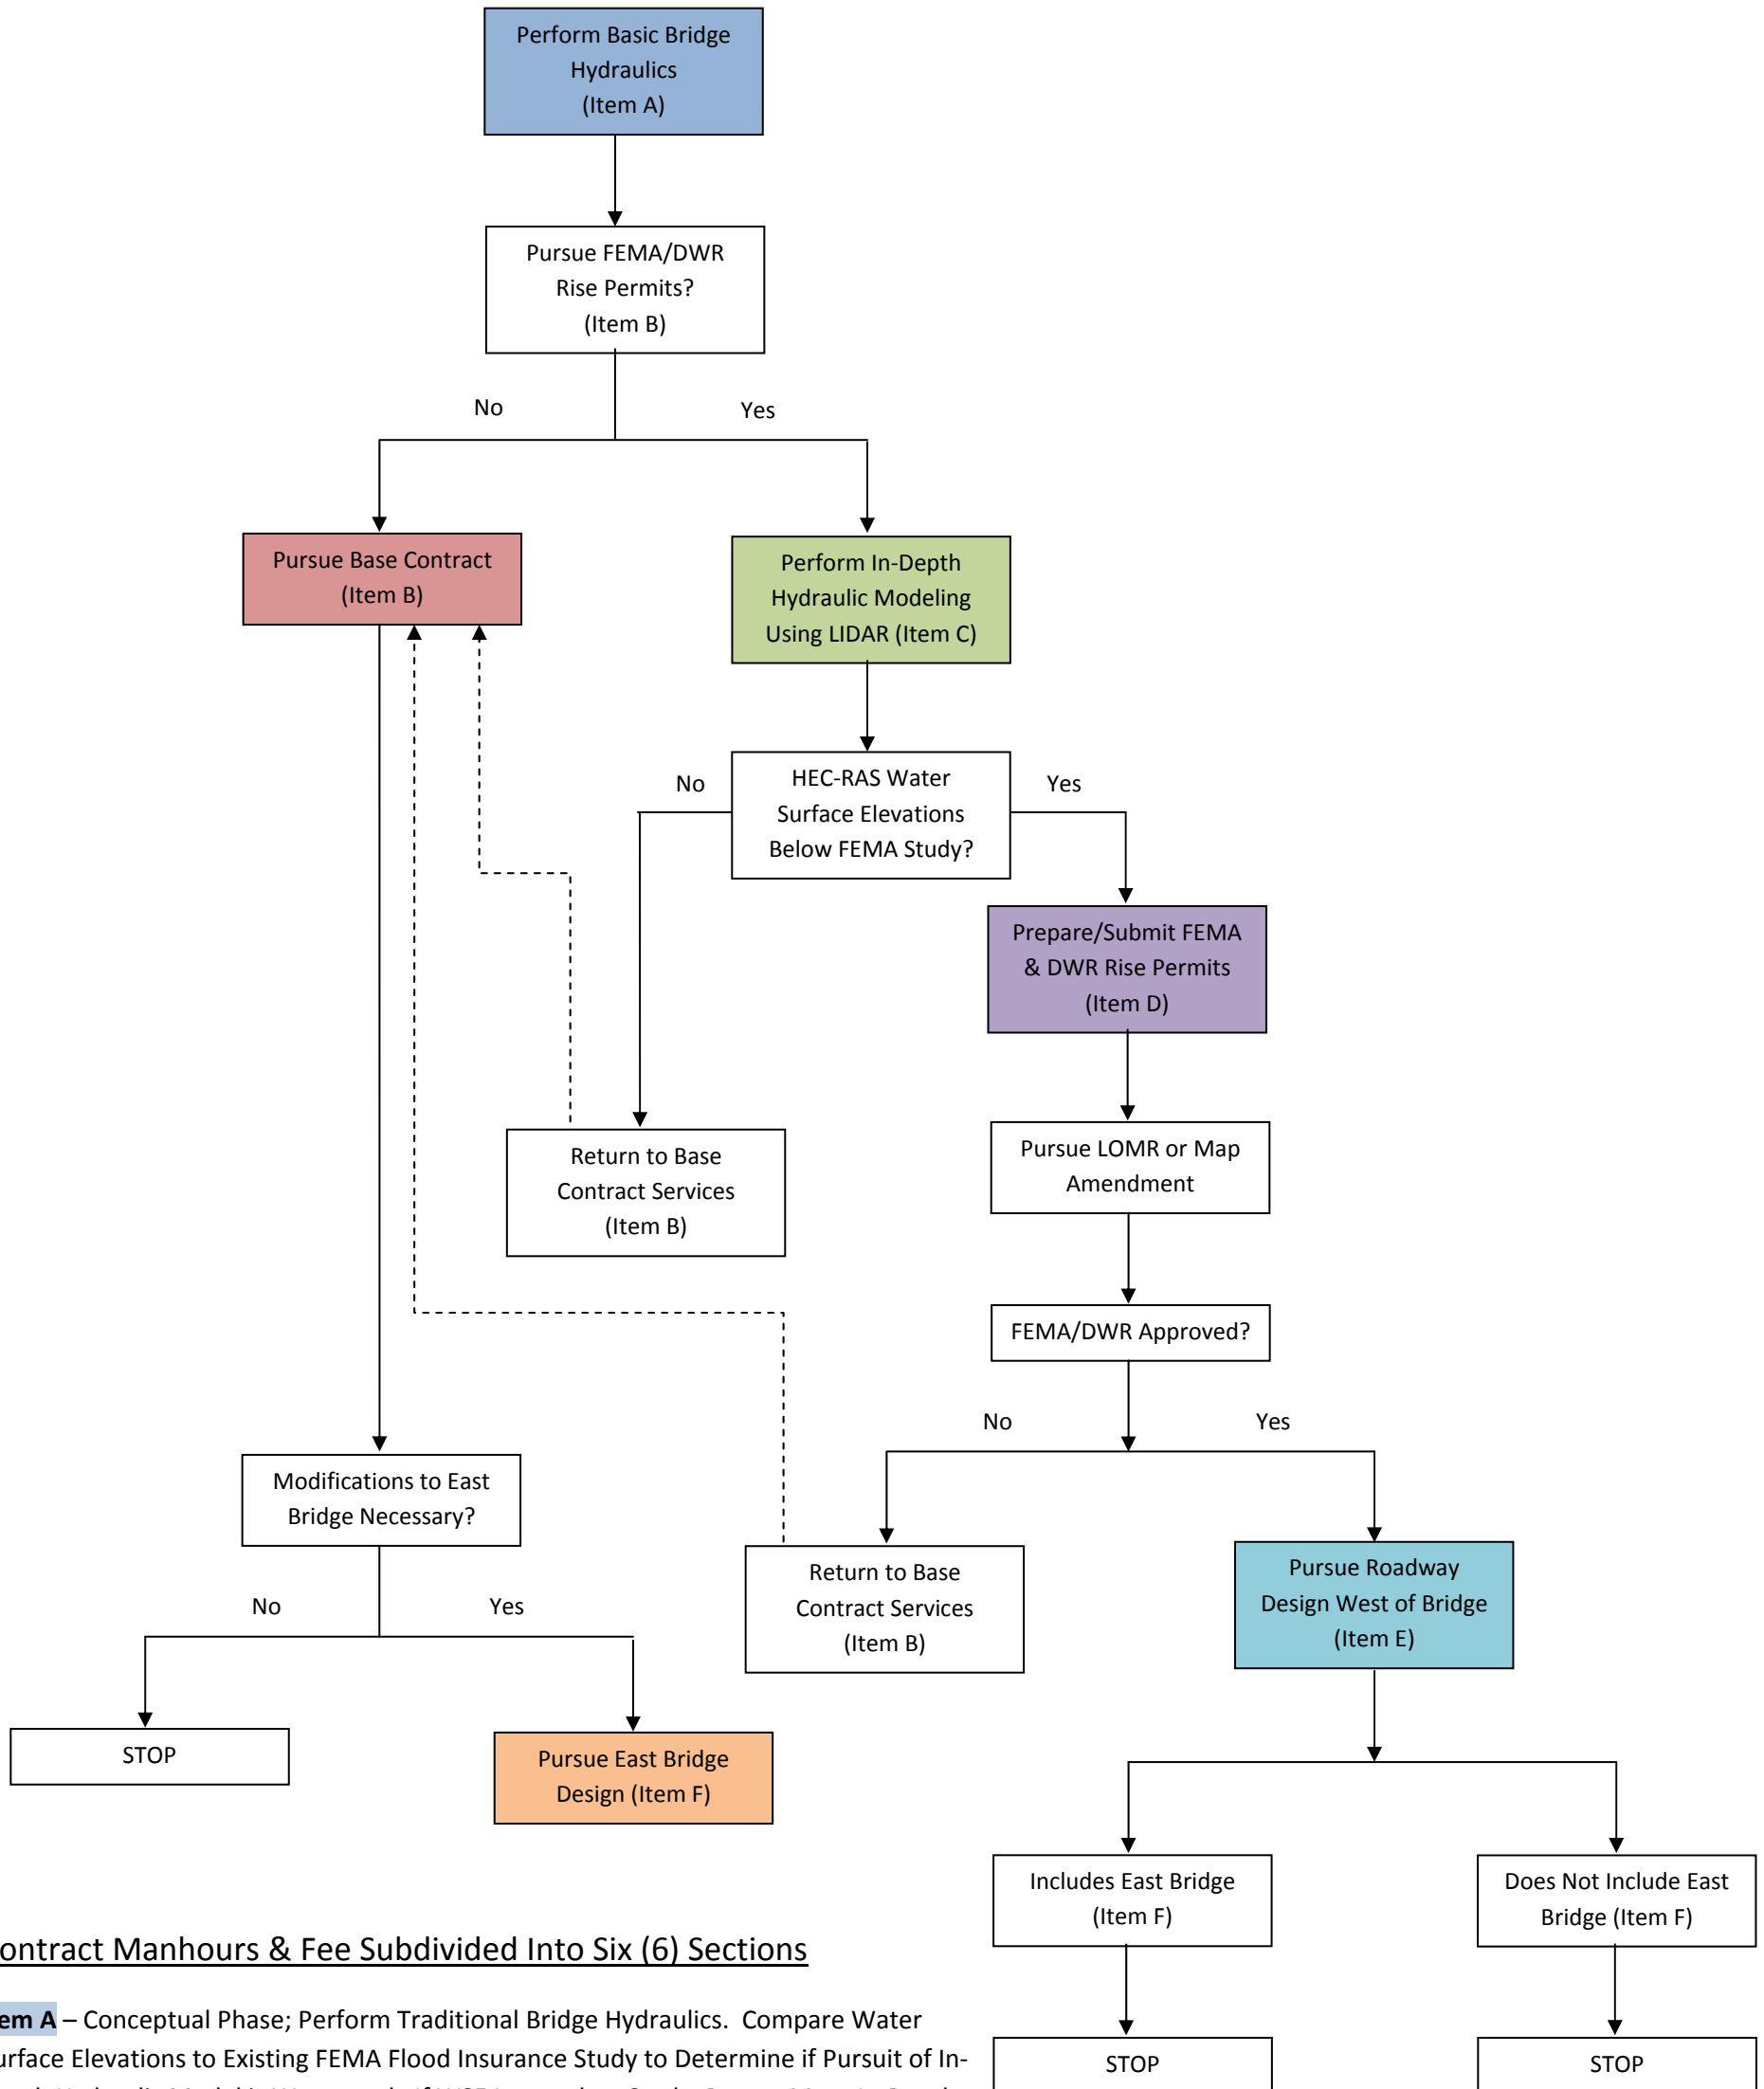 Perform Basic Bridge
Hydraulics
(Item A)
Pursue FEMA/DWR
Rise Permits?
(Item B)
No
Yes
Pursue Base Contract
(Item B)
Perform In-Depth
Hydraulic Modeling
Using LIDAR (Item C)
No
HEC-RAS Water
Surface Elevations
Below FEMA Study?
Yes
Prepare/Submit FEMA
& DWR Rise Permits
(Item D)
Return to Base
Contract Services
(Item B)
Pursue LOMR or Map
Amendment
FEMA/DWR Approved?
No
Yes
Modifications to East
Bridge Necessary?
Return to Base
Contract Services
(Item B)
Pursue Roadway
Design West of Bridge
(Item E)
No
Yes
STOP
Pursue East Bridge
Design (Item F)
Includes East Bridge
(Item F)
Does Not Include East
Bridge (Item F)
STOP
STOP
ontract Manhours & Fee Subdivided Into Six (6) Sections
em A – Conceptual Phase; Perform Traditional Bridge Hydraulics. Compare Water
urface Elevations to Existing FEMA Flood Insurance Study to Determine if Pursuit of In-